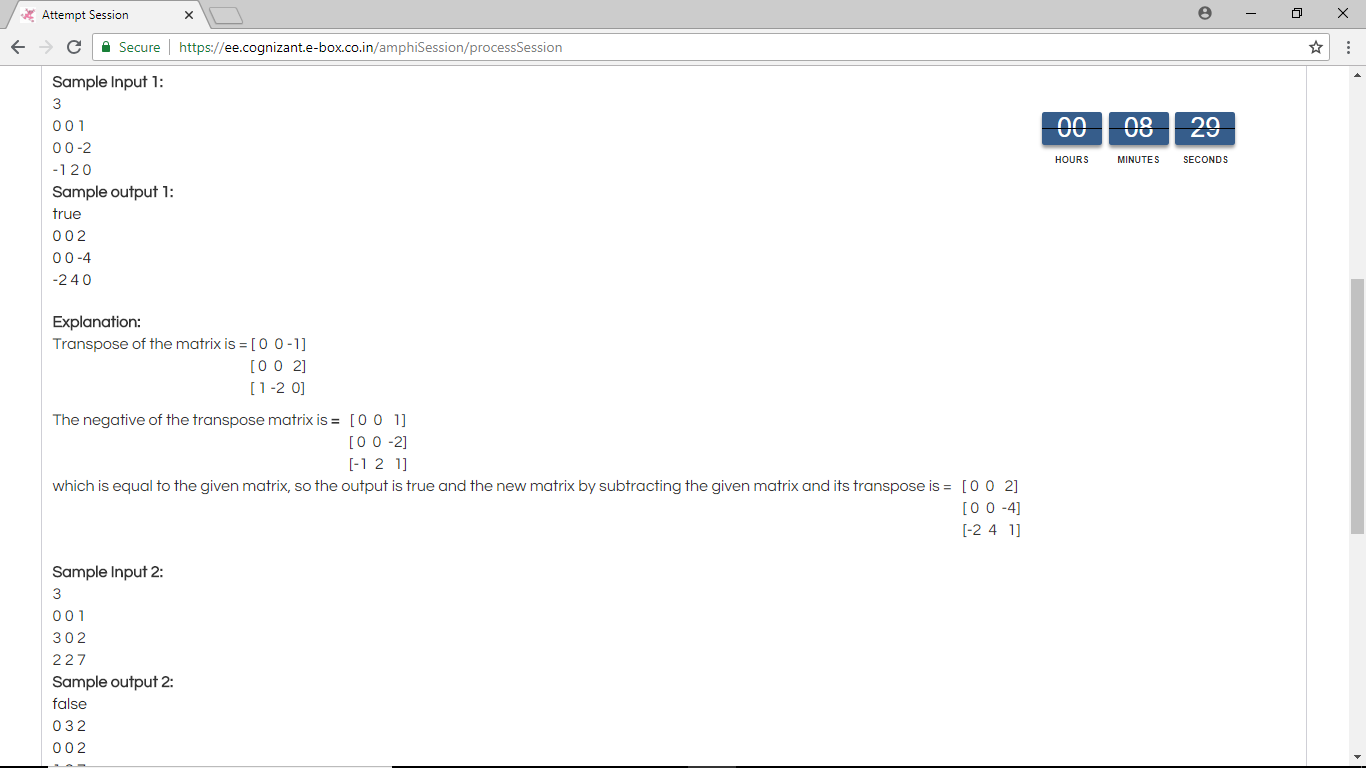 Attempt Session
Secure | https://ee.cognizant.e-box.co.in/amphiSession/processSession
Sample Input 1:
3
0 0 1
0 0 -2
-1 2 0
00 08 29
HOURS MINUTES SECONDS
Sample output 1:
true
0 0 2
0 0 -4
-2 4 0
Explanation:
Transpose of the matrix is = [ 0 0 -1]
[ 0 0 2]
[ 1 -2 0]
The negative of the transpose matrix is = [ 0 0 1]
[ 0 0 -2]
[-1 2 1]
which is equal to the given matrix, so the output is true and the new matrix by subtracting the given matrix and its transpose is = [ 0 0 2]
[ 0 0 -4]
[-2 4 1]
Sample Input 2:
3
0 0 1
3 0 2
2 2 7
Sample output 2:
false
0 3 2
0 0 2